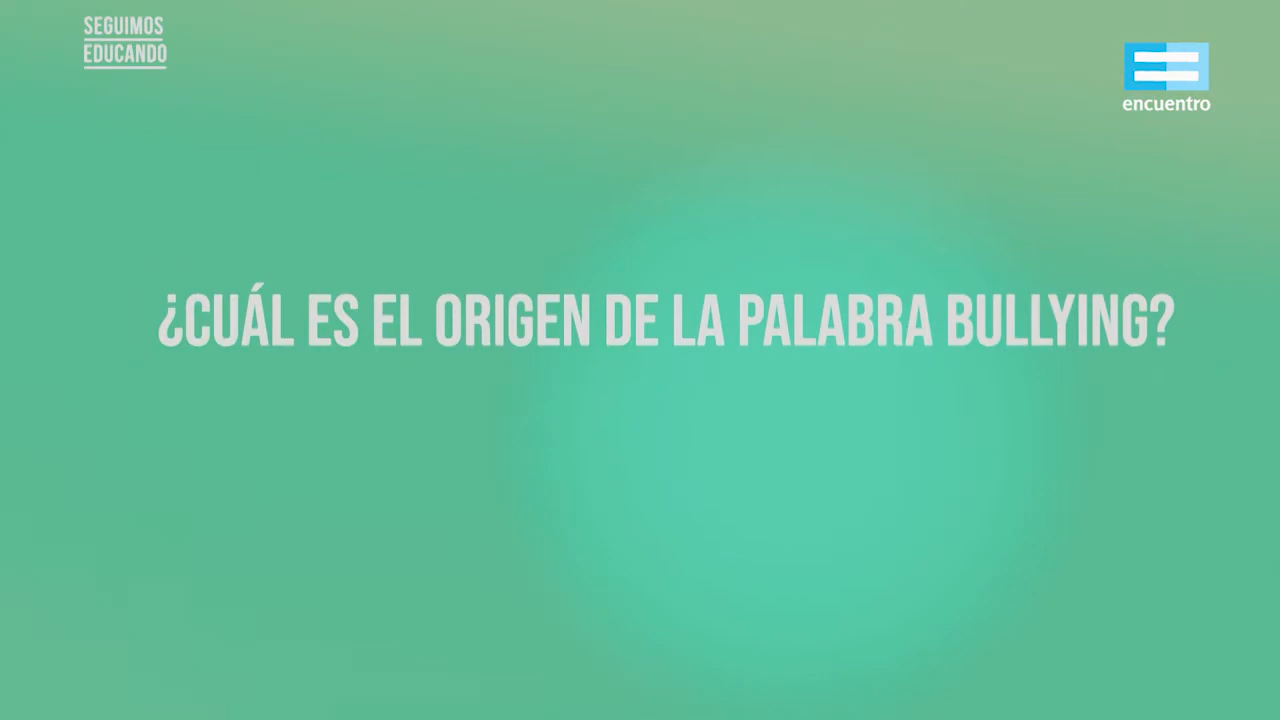 SEGUIMOS
EDUCANDO
encuentro
¿CUÁL ES EL ORIGEN DE LA PALABRA BULLYING?